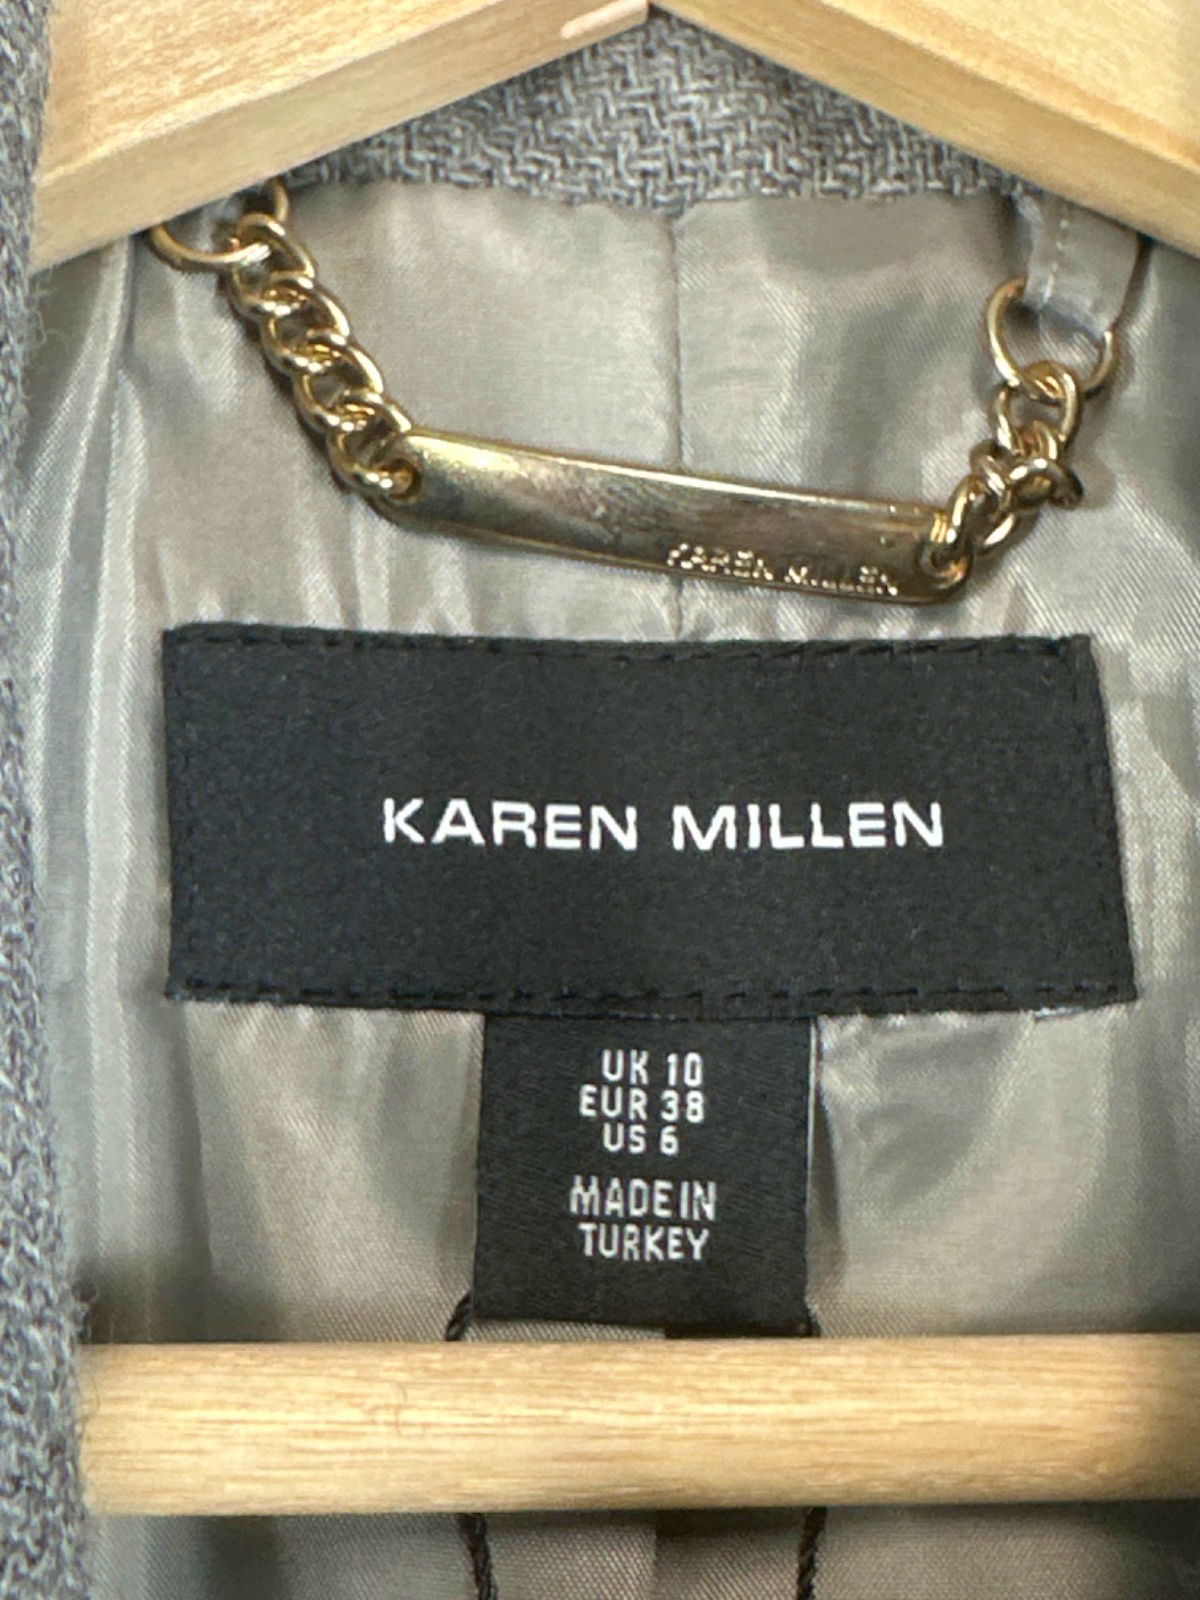 KAREN MILLEN
KAREN MILLEN
UK 10
EUR 38
US 6
MADE IN
TURKEY